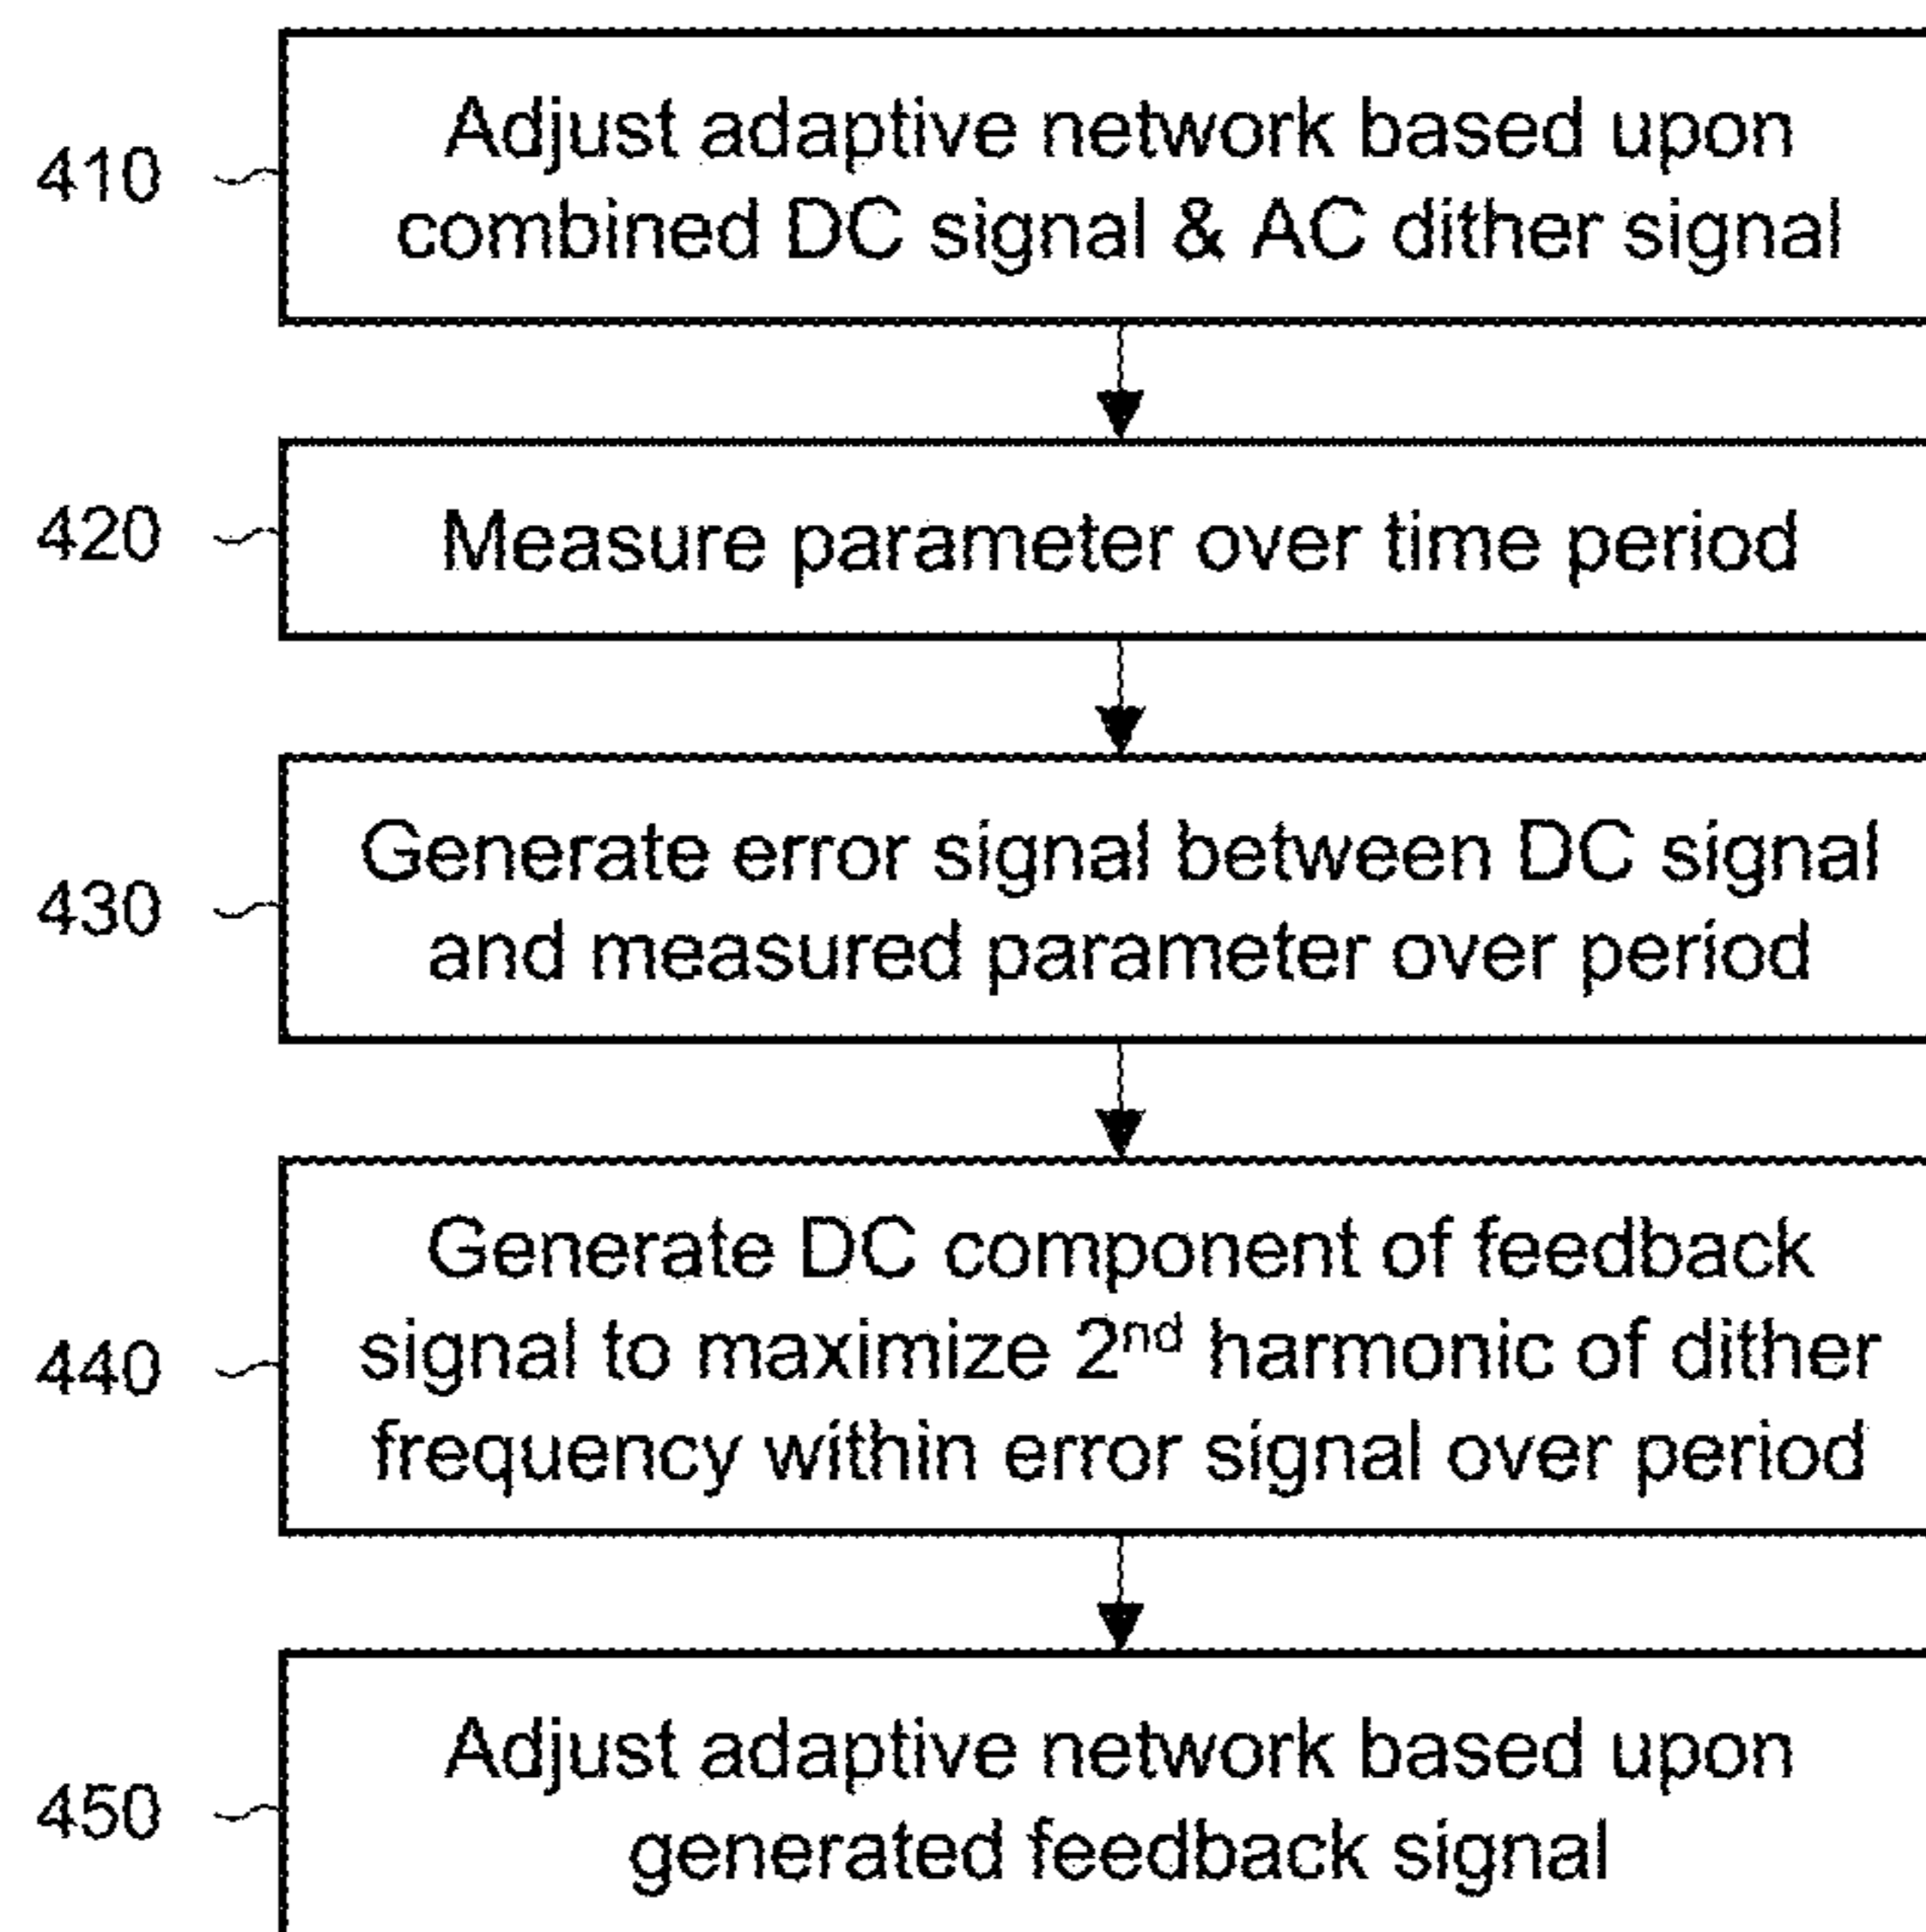 410
Adjust adaptive network based upon
combined DC signal & AC dither signal
420
Measure parameter over time period
430
Generate error signal between DC signal
and measured parameter over period
440
Generate DC component of feedback
signal to maximize 2nd harmonic of dither
frequency within error signal over period
450
Adjust adaptive network based upon
generated feedback signal